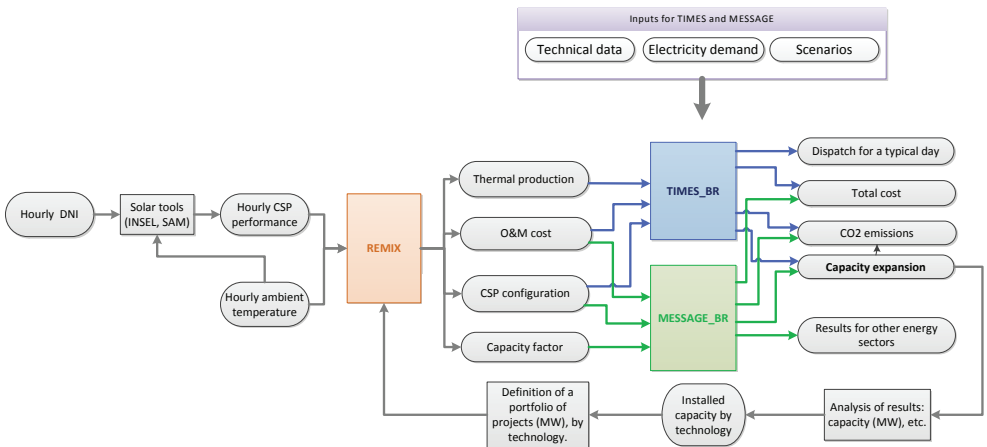 Inputs for TIMES and MESSAGE
Technical data
Electricity demand
Scenarios
Hourly DNI
Solar tools
(INSEL, SAM)
Hourly CSP
performance
Hourly ambient
temperature
REMIX
Thermal production
O&M cost
CSP configuration
Capacity factor
TIMES_BR
MESSAGE_BR
Dispatch for a typical day
Total cost
CO2 emissions
Capacity expansion
Results for other energy
sectors
Definition of a
portfolio of
projects (MW), by
technology.
Installed
capacity by
technology
Analysis of results:
capacity (MW), etc.